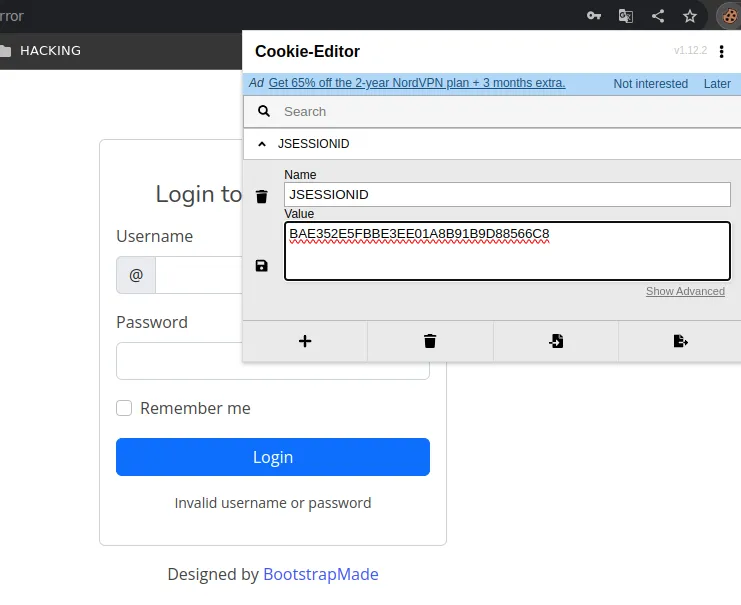 rror
HACKING
Cookie-Editor
v1.12.2
Ad Get 65% off the 2-year NordVPN plan + 3 months extra. Not interested Later
Search
JSESSIONID
Name
JSESSIONID
Value
BAE352E5FBBE3EE01A8B91B9D88566C8
Show Advanced
Login to
Username
@
Password
Remember me
Login
Invalid username or password
Designed by BootstrapMade